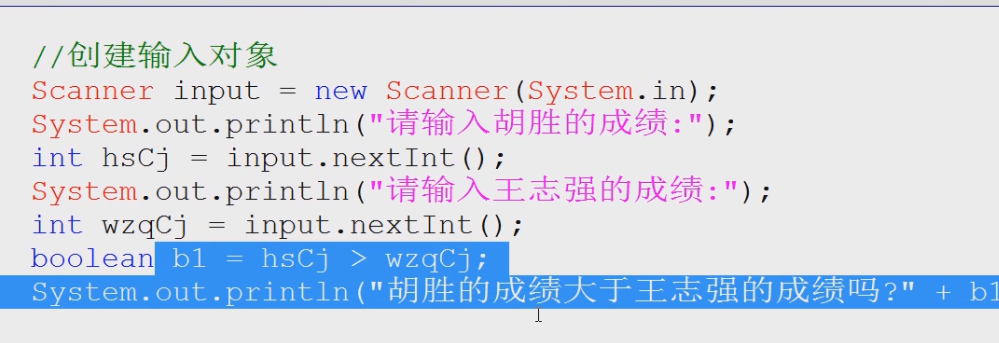 //创建输入对象
Scanner input = new Scanner(System.in);
System.out.println("请输入胡胜的成绩:");
int hsCj = input.nextInt();
System.out.println("请输入王志强的成绩:");
int wzqCj = input.nextInt();
boolean b1 = hsCj > wzqCj;
System.out.println("胡胜的成绩大于王志强的成绩吗?" + b1